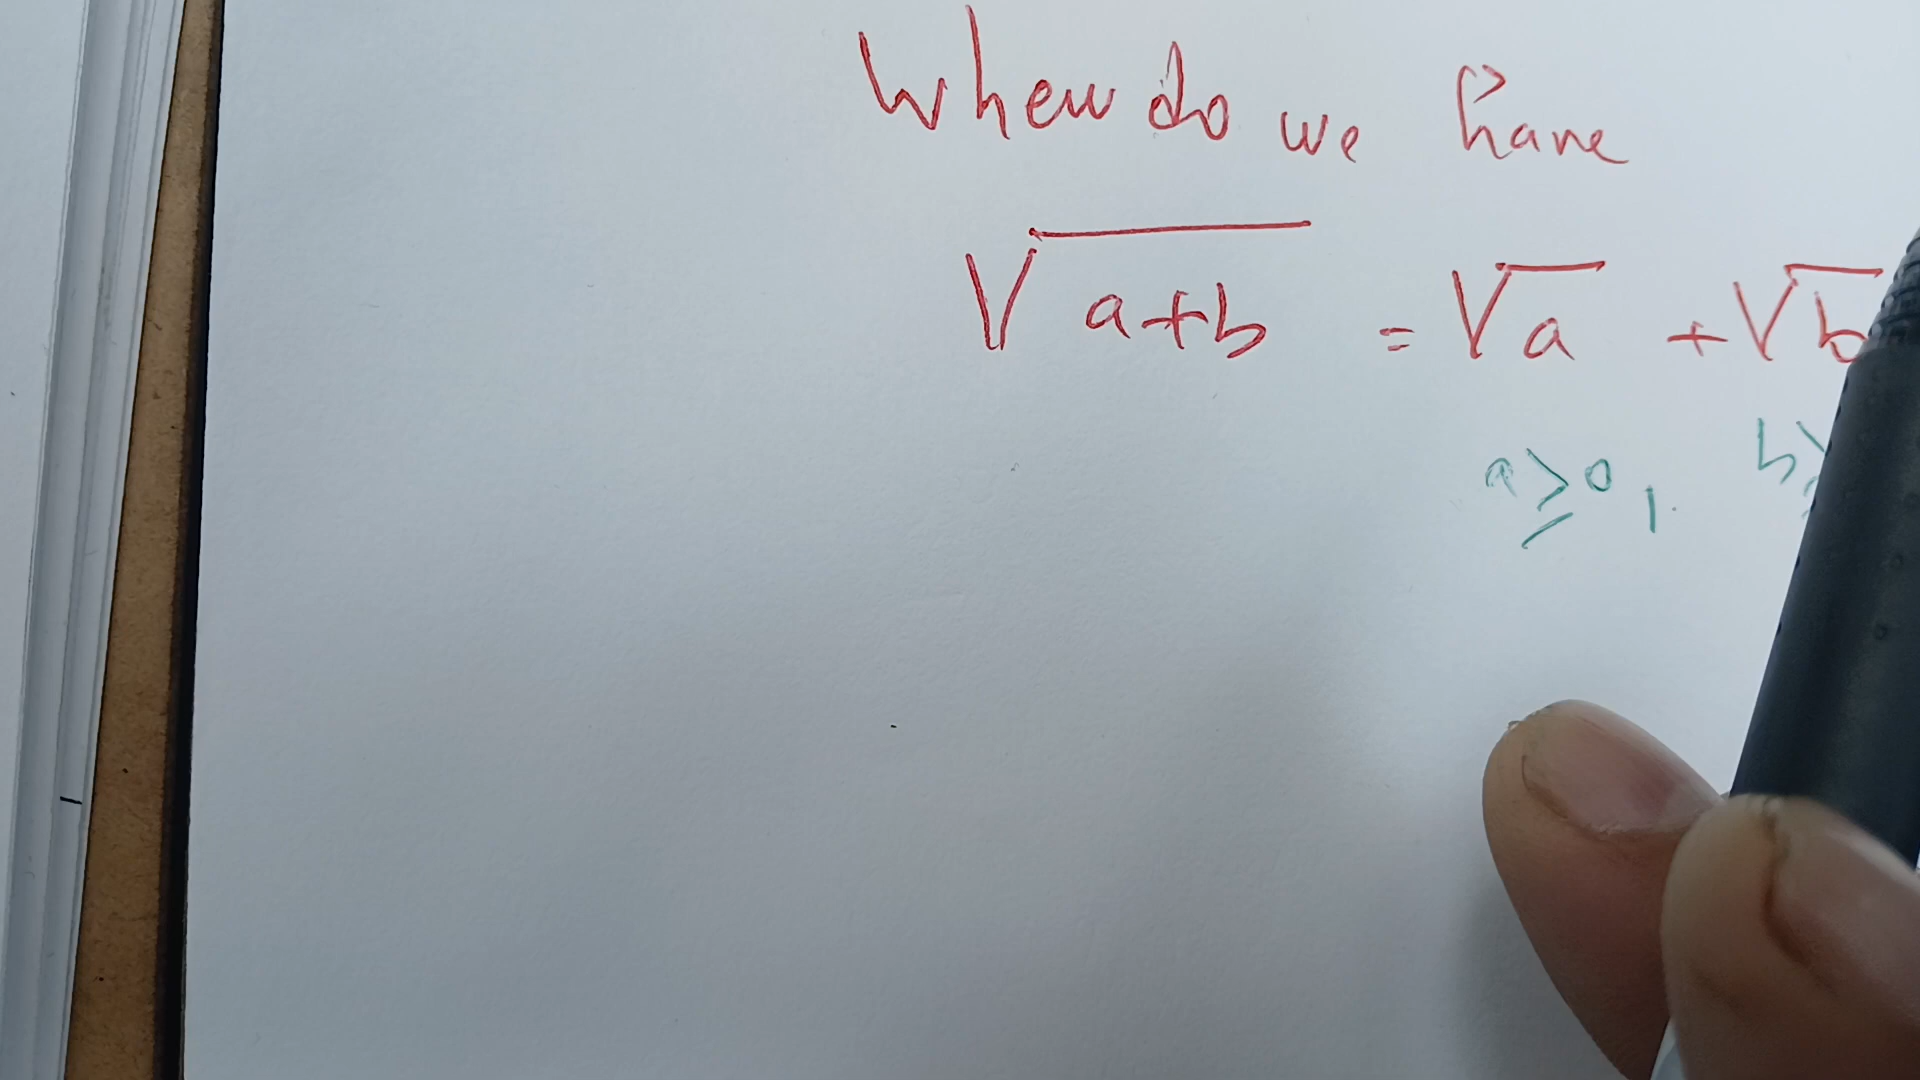 When do we have
√a+b = √a + √b
a ≥ 0, b ≥